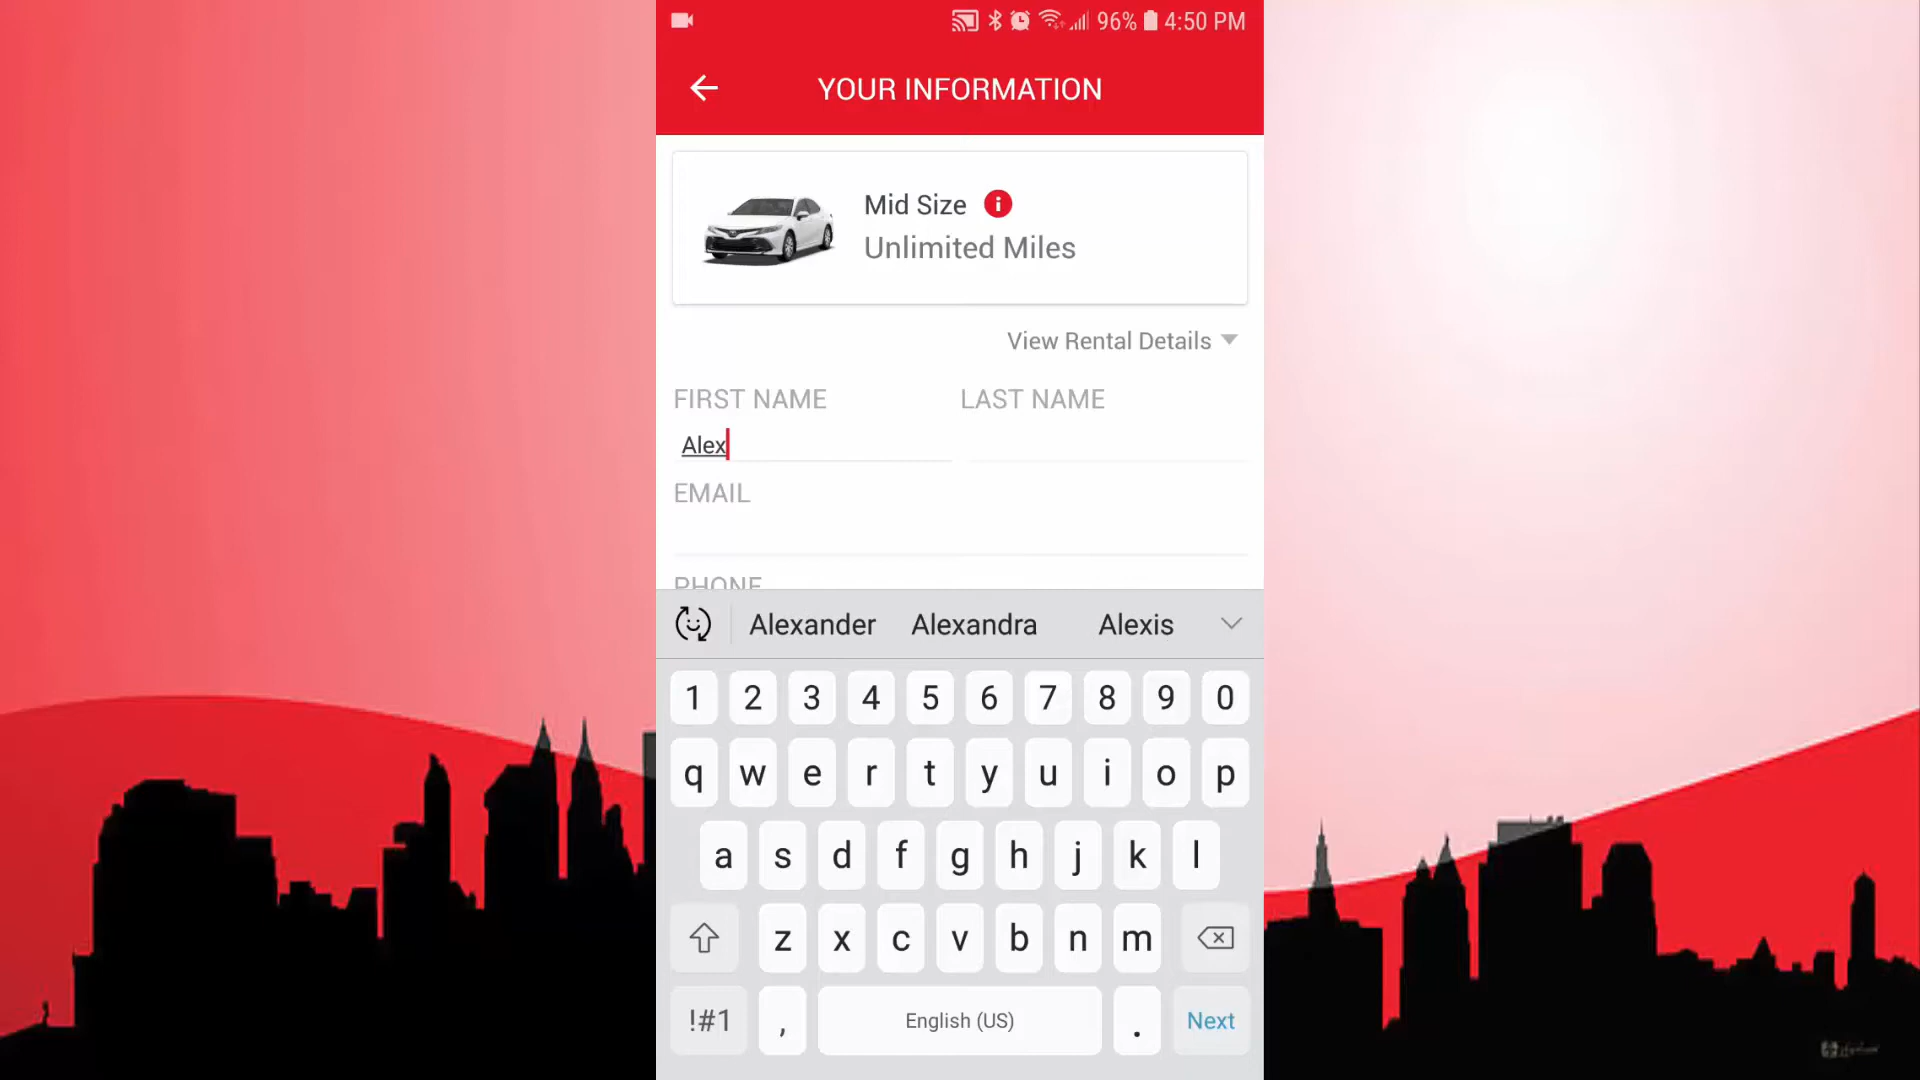 96% 4:50 PM
YOUR INFORMATION
Mid Size
Unlimited Miles
View Rental Details
FIRST NAME LAST NAME
Alex
EMAIL
PHONE
Alexander Alexandra Alexis
1 2 3 4 5 6 7 8 9 0
q w e r t y u i o p
a s d f g h j k l
z x c v b n m
!#1 , English (US) . Next